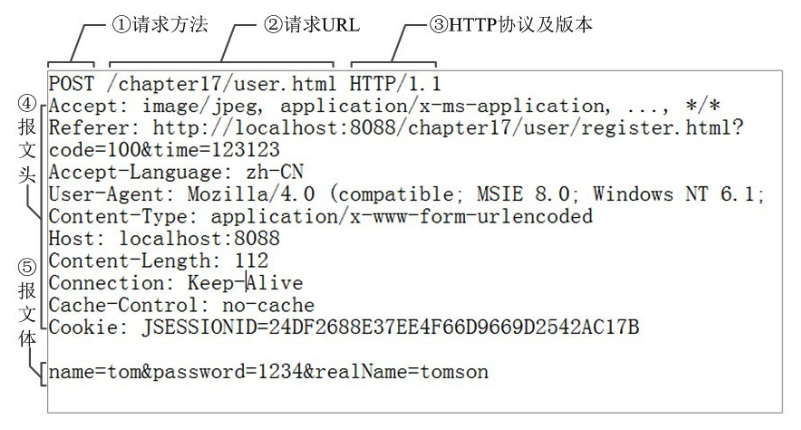 ①请求方法 ②请求URL ③HTTP协议及版本
POST /chapter17/user.html HTTP/1.1
④报文头
Accept: image/jpeg, application/x-ms-application, ..., */*
Referer: http://localhost:8088/chapter17/user/register.html?
code=100&time=123123
Accept-Language: zh-CN
User-Agent: Mozilla/4.0 (compatible; MSIE 8.0; Windows NT 6.1;
Content-Type: application/x-www-form-urlencoded
Host: localhost:8088
Content-Length: 112
Connection: Keep-Alive
Cache-Control: no-cache
Cookie: JSESSIONID=24DF2688E37EE4F66D9669D2542AC17B
⑤报文体
name=tom&password=1234&realName=tomson